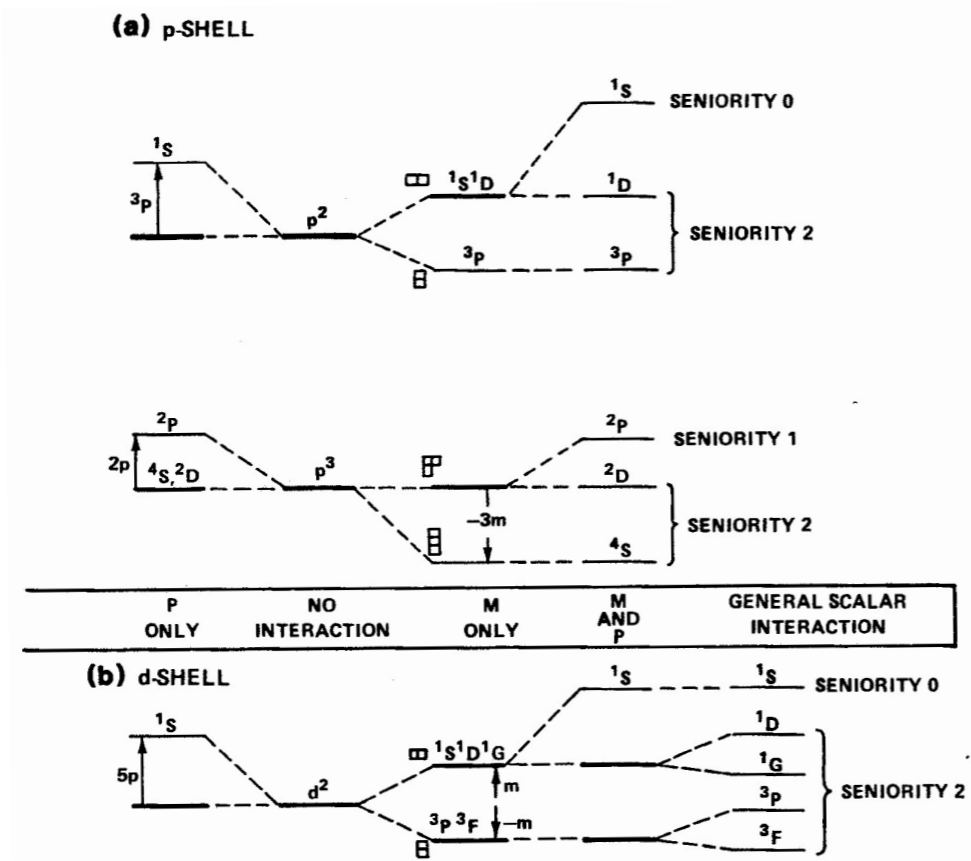 (a) p-SHELL
¹S SENIORITY 0
¹S
³P
p²
¹S¹D
¹D
³P
³P
SENIORITY 2
²P
²P
SENIORITY 1
2p
⁴S,²D
p³
²D
–3m
⁴S
SENIORITY 2
P ONLY
NO INTERACTION
M ONLY
M AND P
GENERAL SCALAR INTERACTION
(b) d-SHELL
¹S
¹S
SENIORITY 0
¹S
5p
d²
¹S¹D¹G
m
–m
³P ³F
¹D
¹G
³P
³F
SENIORITY 2